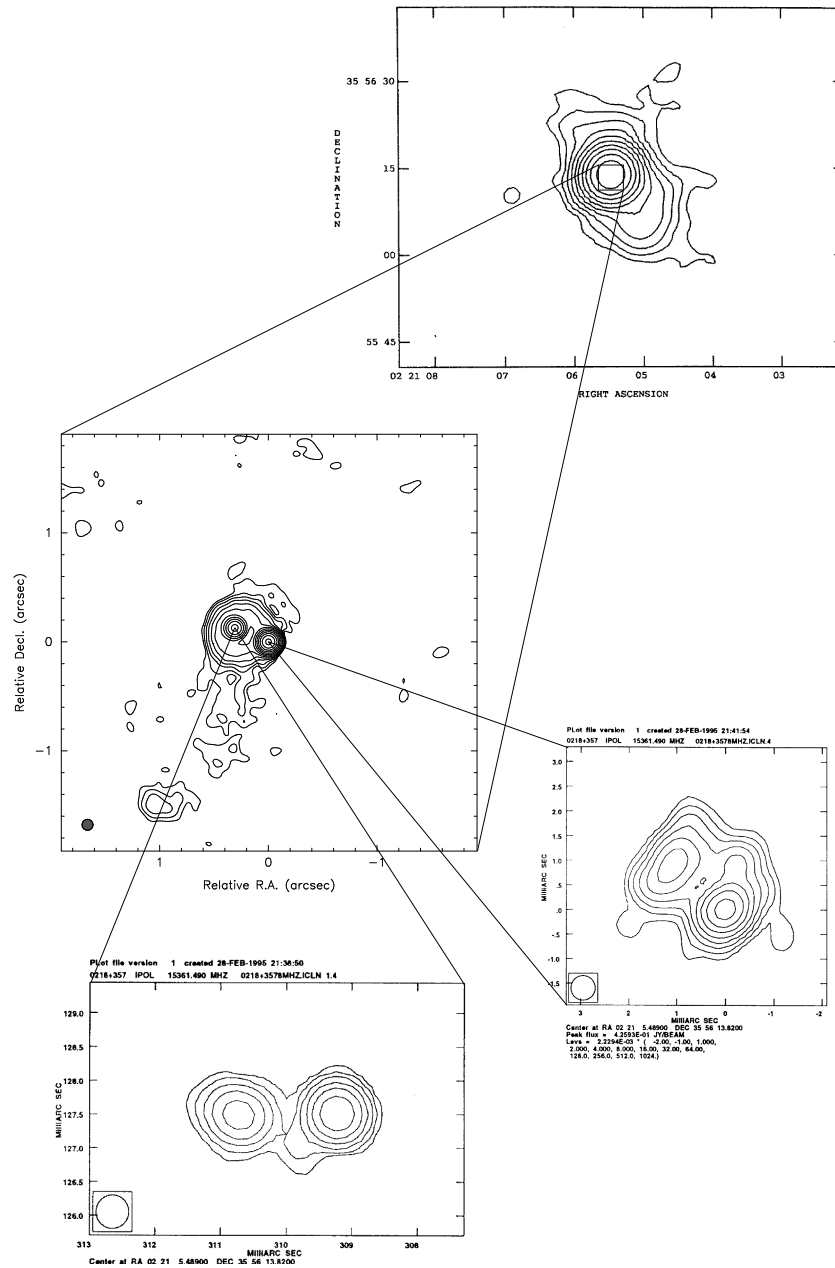 35 56 30
DECLINATION
15
00
55 45
02 21 08
07
06
05
04
03
RIGHT ASCENSION
1
0
-1
Relative Decl. (arcsec)
1
0
-1
Relative R.A. (arcsec)
PLot file version 1 created 28-FEB-1995 21:41:54
0218+357 IPOL 15361.490 MHZ 0218+3578MHZ.ICLN.4
3.0
2.5
2.0
1.5
1.0
.5
.0
-.5
-1.0
-1.5
MilliARC SEC
3 2 1 0 -1 -2
MilliARC SEC
Center at RA 02 21 5.48900 DEC 35 56 13.8200
Peak flux = 4.2593E-01 JY/BEAM
Levs = 2.2294E-03 * ( -2.00, -1.00, 1.000,
2.000, 4.000, 8.000, 16.00, 32.00, 64.00,
128.0, 256.0, 512.0, 1024.)
PLot file version 1 created 28-FEB-1995 21:38:50
0218+357 IPOL 15361.490 MHZ 0218+3578MHZ.ICLN 1.4
129.0
128.5
128.0
127.5
127.0
126.5
126.0
MilliARC SEC
313 312 311 310 309 308
MilliARC SEC
Center at RA 02 21 5.48900 DEC 35 56 13.8200